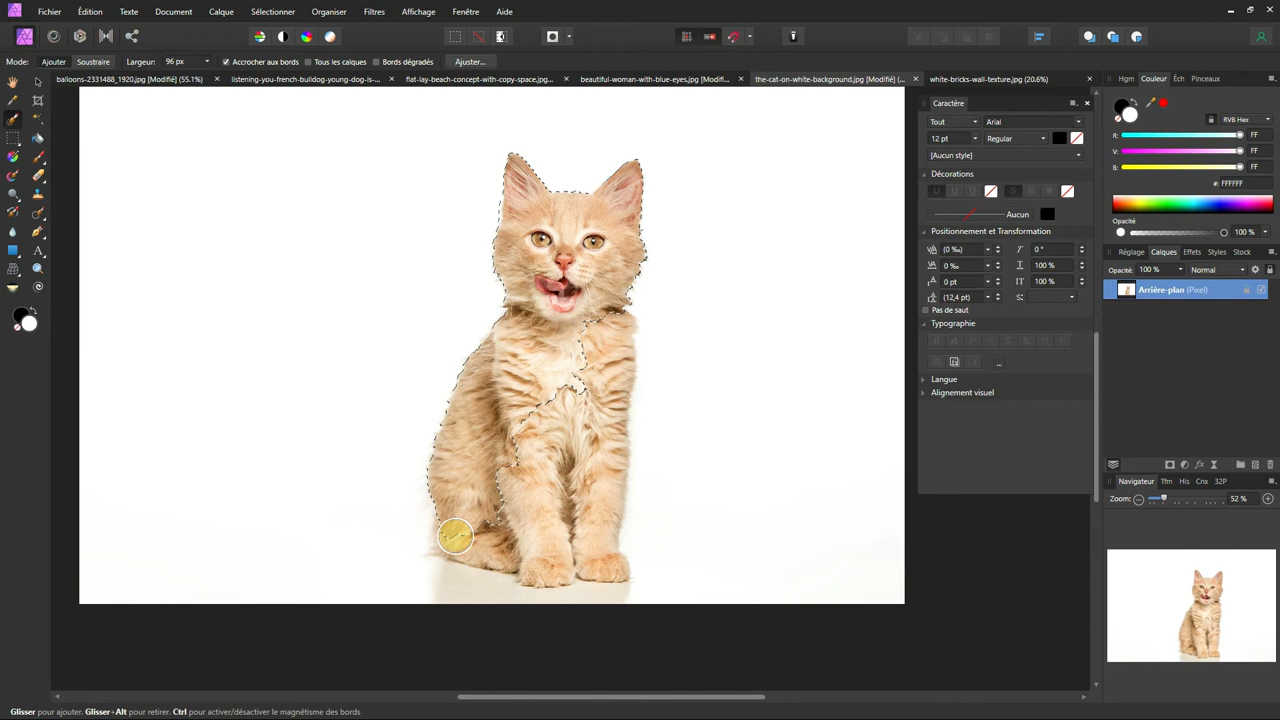 Fichier Édition Texte Document Calque Sélectionner Organiser Filtres Affichage Fenêtre Aide
Mode: Ajouter Soustraire Largeur: 96 px Accrocher aux bords Tous les calques Bords dégradés Ajuster...
balloons-2331488_1920.jpg [Modifié] (55.1%) listening-you-french-bulldog-young-dog-is-... flat-lay-beach-concept-with-copy-space.jpg... beautiful-woman-with-blue-eyes.jpg [Modifi... the-cat-on-white-background.jpg [Modifié] (... white-bricks-wall-texture.jpg (20.6%)
Hgm Couleur Éch Pinceaux
Caractère
Tout Arial
12 pt Regular
[Aucun style]
Décorations
Aucun
Positionnement et Transformation
(0 ‰) 0 °
0 ‰ 100 %
0 pt 100 %
(12,4 pt)
Pas de saut
Typographie
...
Langue
Alignement visuel
RVB Hex
R: FF
V: FF
B: FF
#: FFFFFF
Opacité
100 %
Réglage Calques Effets Styles Stock
Opacité: 100 % Normal
Arrière-plan (Pixel)
Navigateur Tfm His Cnx 32P
Zoom: 52 %
Glisser pour ajouter. Glisser+Alt pour retirer. Ctrl pour activer/désactiver le magnétisme des bords